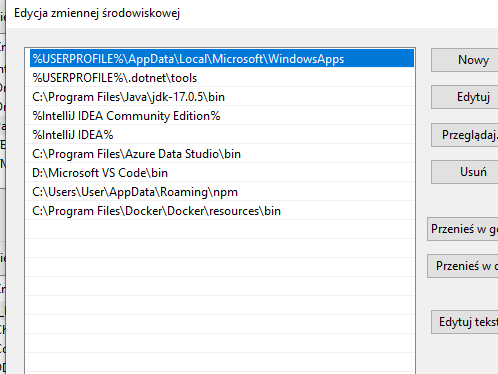 Edycja zmiennej środowiskowej
%USERPROFILE%\AppData\Local\Microsoft\WindowsApps
%USERPROFILE%\.dotnet\tools
C:\Program Files\Java\jdk-17.0.5\bin
%IntelliJ IDEA Community Edition%
%IntelliJ IDEA%
C:\Program Files\Azure Data Studio\bin
D:\Microsoft VS Code\bin
C:\Users\User\AppData\Roaming\npm
C:\Program Files\Docker\Docker\resources\bin
Nowy
Edytuj
Przeglądaj.
Usuń
Przenieś w g
Przenieś w
Edytuj tekst